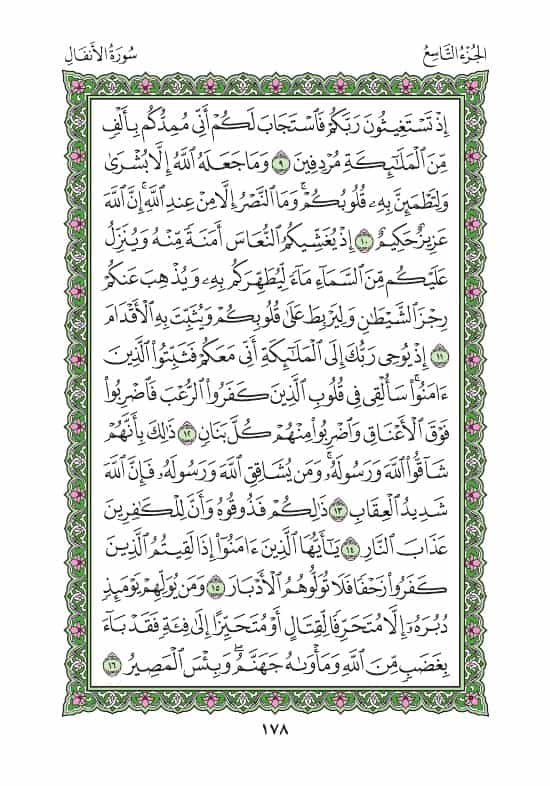 الجُزْءُ التَّاسِعُ
سُورَةُ الأَنفَالِ
إِذْ تَسْتَغِيثُونَ رَبَّكُمْ فَٱسْتَجَابَ لَكُمْ أَنِّي مُمِدُّكُم بِأَلْفٍ
مِّنَ ٱلْمَلَٰٓئِكَةِ مُرْدِفِينَ ٩ وَمَا جَعَلَهُ ٱللَّهُ إِلَّا بُشْرَىٰ
وَلِتَطْمَئِنَّ بِهِۦ قُلُوبُكُمْۚ وَمَا ٱلنَّصْرُ إِلَّا مِنْ عِندِ ٱللَّهِۚ إِنَّ ٱللَّهَ
عَزِيزٌ حَكِيمٌ ١٠ إِذْ يُغَشِّيكُمُ ٱلنُّعَاسَ أَمَنَةً مِّنْهُ وَيُنَزِّلُ
عَلَيْكُم مِّنَ ٱلسَّمَآءِ مَآءً لِّيُطَهِّرَكُم بِهِۦ وَيُذْهِبَ عَنكُمْ
رِجْزَ ٱلشَّيْطَٰنِ وَلِيَرْبِطَ عَلَىٰ قُلُوبِكُمْ وَيُثَبِّتَ بِهِ ٱلْأَقْدَامَ
١١ إِذْ يُوحِي رَبُّكَ إِلَى ٱلْمَلَٰٓئِكَةِ أَنِّي مَعَكُمْ فَثَبِّتُوا۟ ٱلَّذِينَ
ءَامَنُوا۟ۚ سَأُلْقِي فِي قُلُوبِ ٱلَّذِينَ كَفَرُوا۟ ٱلرُّعْبَ فَٱضْرِبُوا۟
فَوْقَ ٱلْأَعْنَاقِ وَٱضْرِبُوا۟ مِنْهُمْ كُلَّ بَنَانٍ ١٢ ذَٰلِكَ بِأَنَّهُمْ
شَآقُّوا۟ ٱللَّهَ وَرَسُولَهُۥۚ وَمَن يُشَاقِقِ ٱللَّهَ وَرَسُولَهُۥ فَإِنَّ ٱللَّهَ
شَدِيدُ ٱلْعِقَابِ ١٣ ذَٰلِكُمْ فَذُوقُوهُ وَأَنَّ لِلْكَٰفِرِينَ
عَذَابَ ٱلنَّارِ ١٤ يَٰٓأَيُّهَا ٱلَّذِينَ ءَامَنُوٓا۟ إِذَا لَقِيتُمُ ٱلَّذِينَ
كَفَرُوا۟ زَحْفًا فَلَا تُوَلُّوهُمُ ٱلْأَدْبَارَ ١٥ وَمَن يُوَلِّهِمْ يَوْمَئِذٍ
دُبُرَهُۥٓ إِلَّا مُتَحَرِّفًا لِّقِتَالٍ أَوْ مُتَحَيِّزًا إِلَىٰ فِئَةٍ فَقَدْ بَآءَ
بِغَضَبٍ مِّنَ ٱللَّهِ وَمَأْوَىٰهُ جَهَنَّمُۖ وَبِئْسَ ٱلْمَصِيرُ ١٦
١٧٨